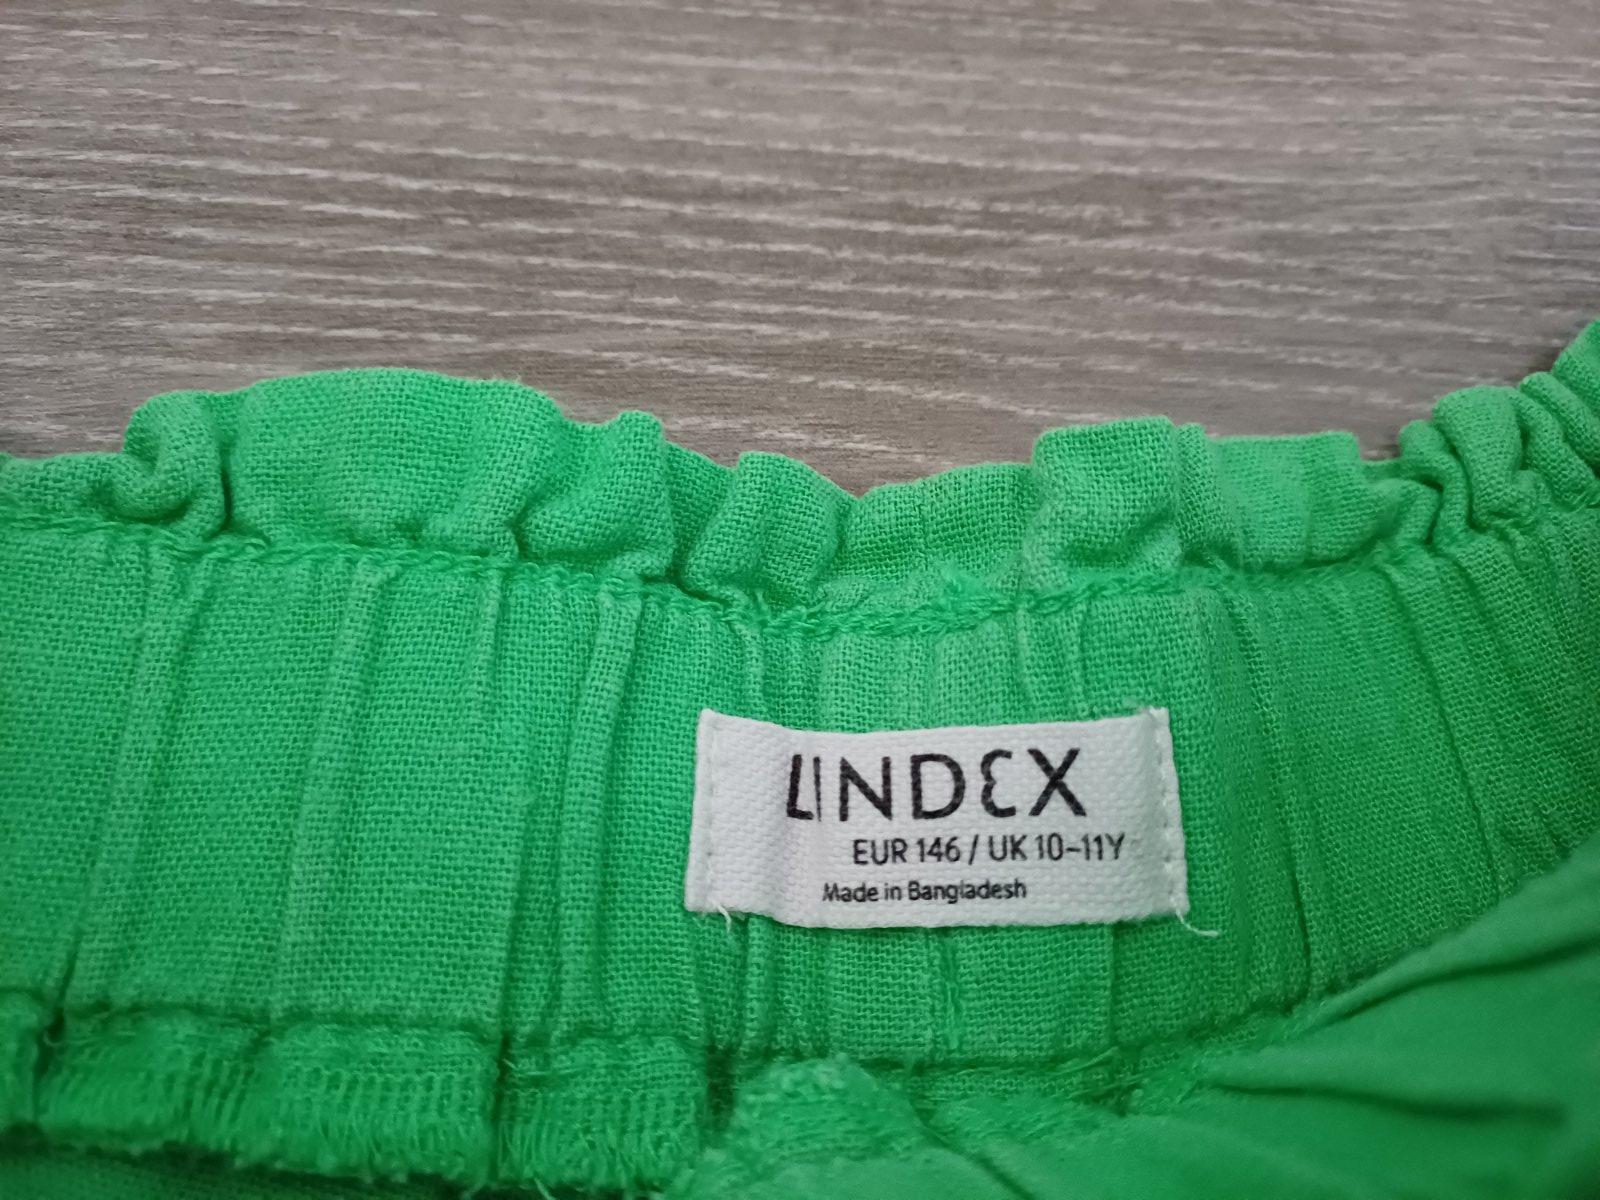 LINDEX
EUR 146 / UK 10-11Y
Made in Bangladesh